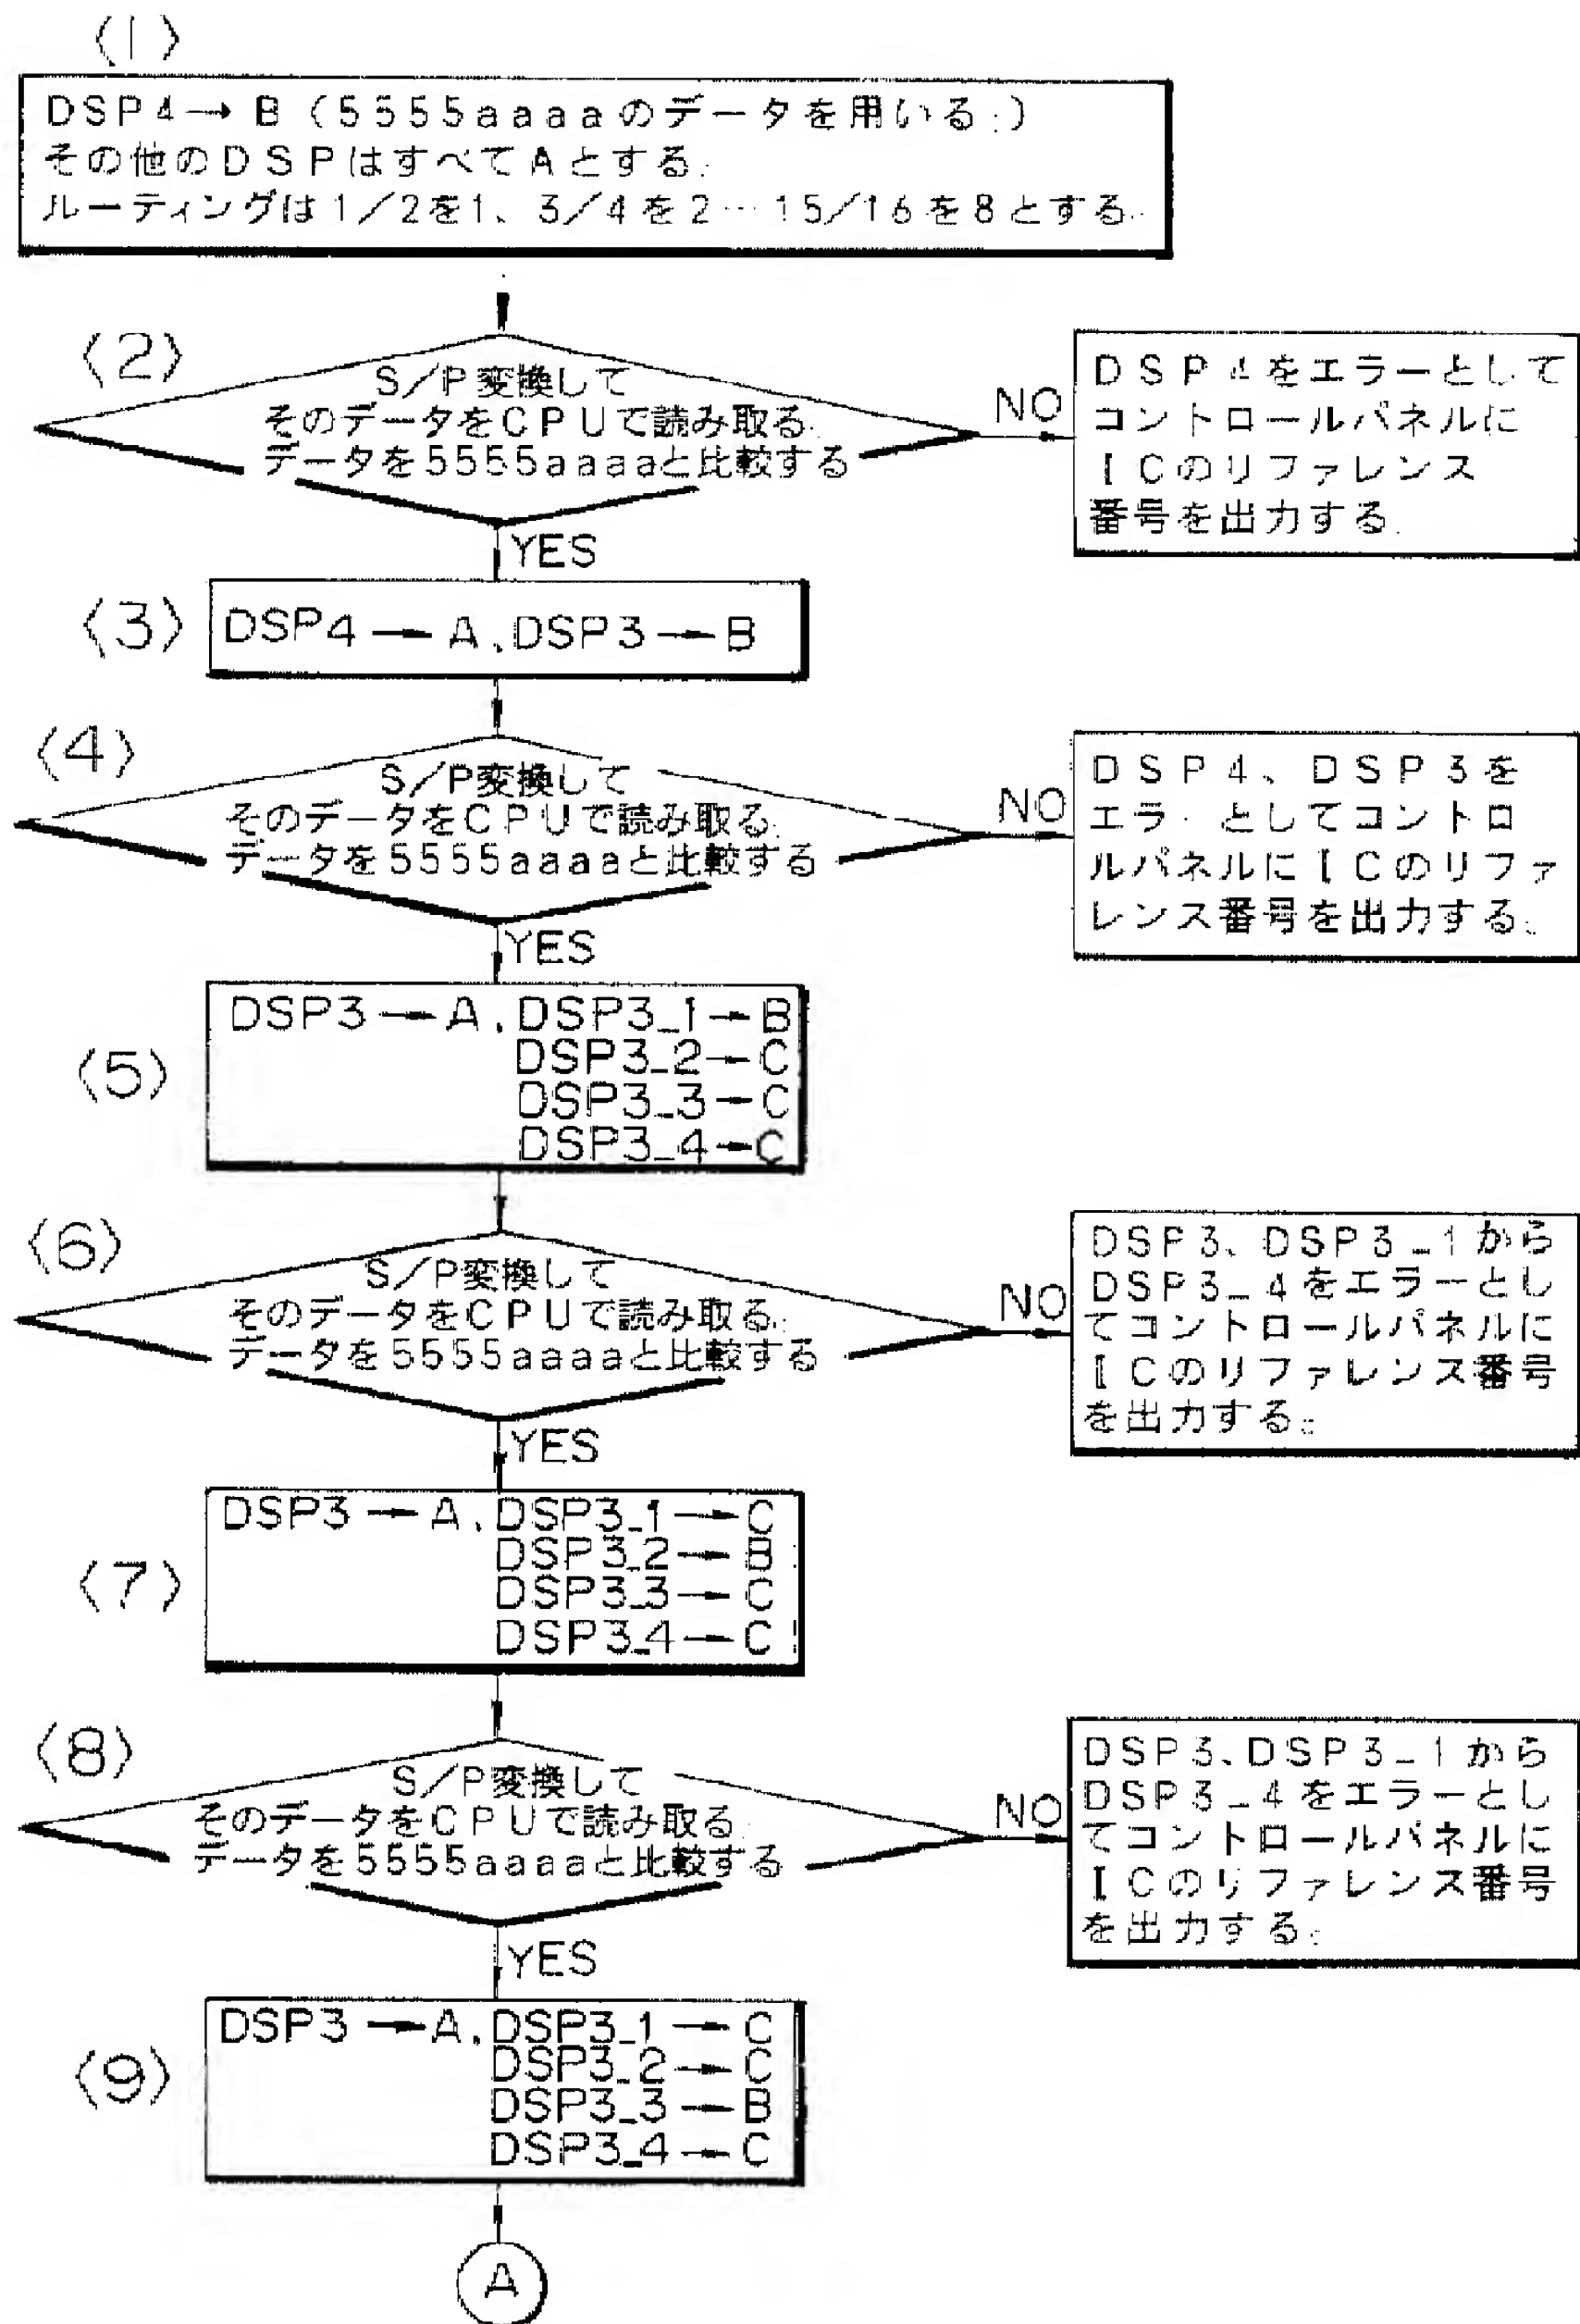 〈1〉
DSP4→B（5555aaaaのデータを用いる。）
その他のDSPはすべてAとする。
ルーティングは1/2を1、3/4を2…15/16を8とする。
〈2〉
S/P変換して
そのデータをCPUで読み取る。
データを5555aaaaと比較する
NO
DSP4をエラーとして
コントロールパネルに
ICのリファレンス
番号を出力する。
YES
〈3〉
DSP4→A、DSP3→B
〈4〉
S/P変換して
そのデータをCPUで読み取る。
データを5555aaaaと比較する
NO
DSP4、DSP3を
エラーとしてコントロ
ルパネルにICのリファ
レンス番号を出力する。
YES
〈5〉
DSP3→A、DSP3_1→B
DSP3_2→C
DSP3_3→C
DSP3_4→C
〈6〉
S/P変換して
そのデータをCPUで読み取る。
データを5555aaaaと比較する
NO
DSP3、DSP3_1から
DSP3_4をエラーとし
てコントロールパネルに
ICのリファレンス番号
を出力する。
YES
〈7〉
DSP3→A、DSP3_1→C
DSP3_2→B
DSP3_3→C
DSP3_4→C
〈8〉
S/P変換して
そのデータをCPUで読み取る。
データを5555aaaaと比較する
NO
DSP3、DSP3_1から
DSP3_4をエラーとし
てコントロールパネルに
ICのリファレンス番号
を出力する。
YES
〈9〉
DSP3→A、DSP3_1→C
DSP3_2→C
DSP3_3→B
DSP3_4→C
A